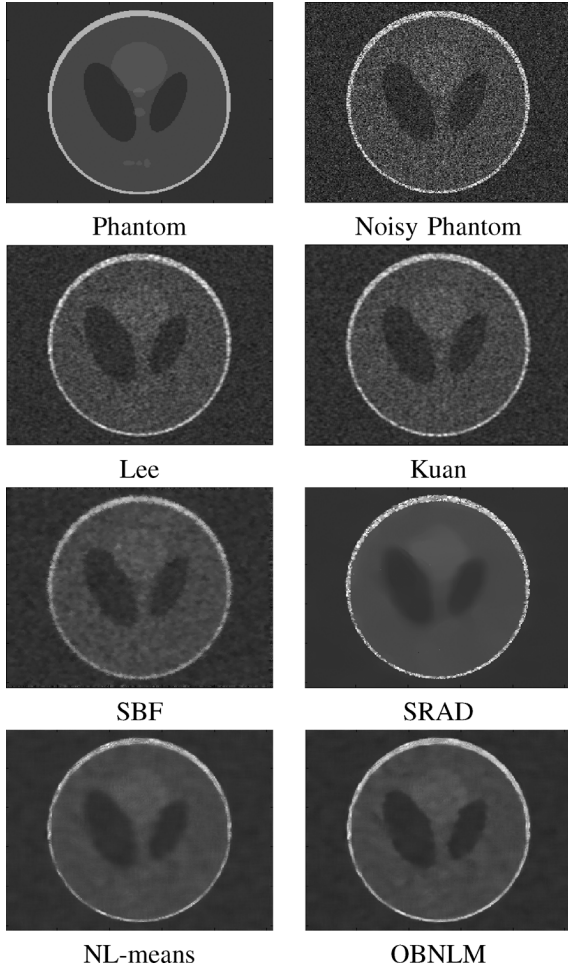 Phantom
Noisy Phantom
Lee
Kuan
SBF
SRAD
NL-means
OBNLM